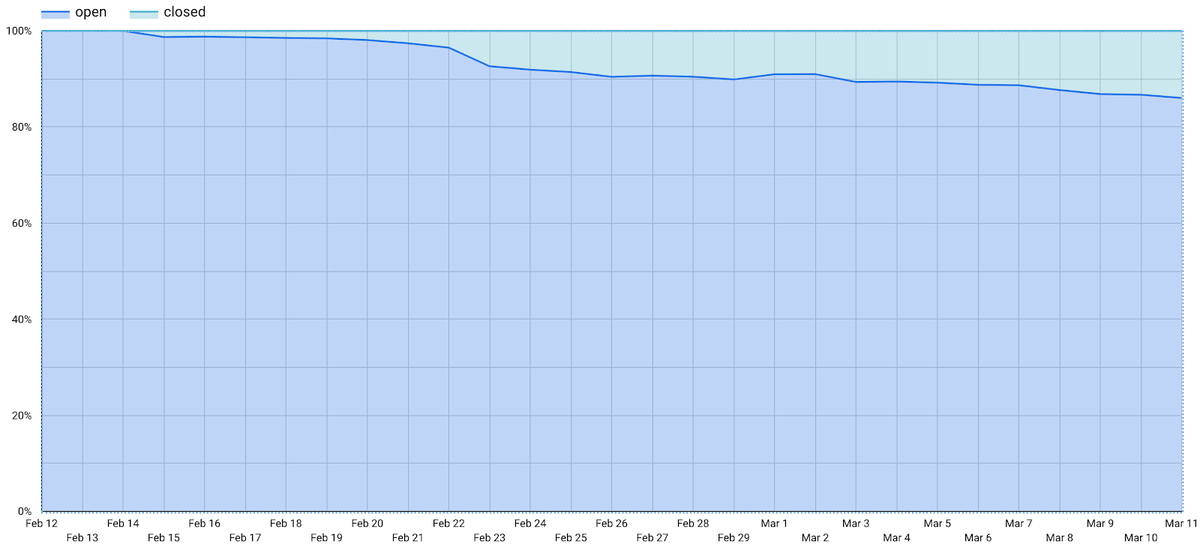 open closed
100%
80%
60%
40%
20%
0%
Feb 12 Feb 14 Feb 16 Feb 18 Feb 20 Feb 22 Feb 24 Feb 26 Feb 28 Mar 1 Mar 3 Mar 5 Mar 7 Mar 9 Mar 11
Feb 13 Feb 15 Feb 17 Feb 19 Feb 21 Feb 23 Feb 25 Feb 27 Feb 29 Mar 2 Mar 4 Mar 6 Mar 8 Mar 10